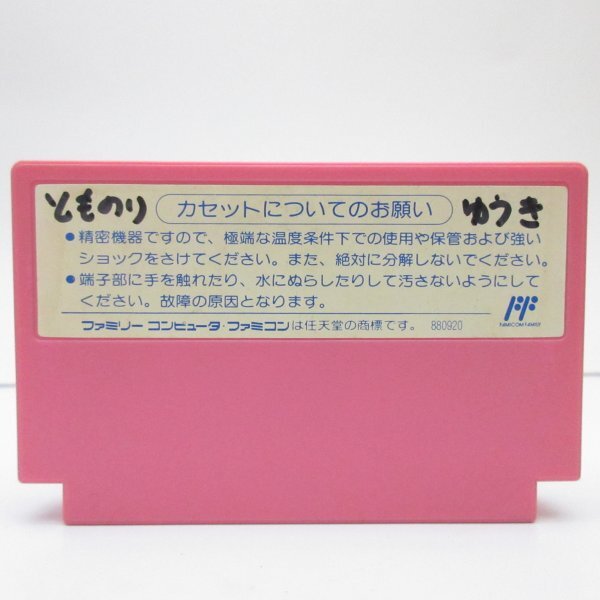 とものり カセットについてのお願い ゆうき
●精密機器ですので、極端な温度条件下での使用や保管および強い
ショックをさけてください。また、絶対に分解しないでください。
●端子部に手を触れたり、水にぬらしたりして汚さないようにして
ください。故障の原因となります。
ファミリーコンピュータ・ファミコンは任天堂の商標です。 880920
FAMICOM FAMILY